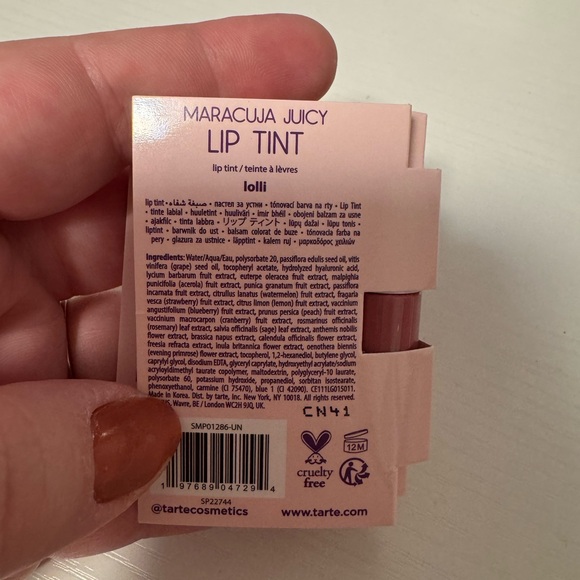 MARACUJA JUICY
LIP TINT
lip tint / teinte à lèvres
lolli
lip tint • صبغة شفاه • пастел за устни • tónovací barva na rty • Lip Tint
• tinte labial • huuletint • huuliväri • imir bhéil • obojeni balzam za usne
• ajakfilc • tinta labbra • リップ ティント • lūpų dažai • lūpu tonis •
liptint • barwnik do ust • balsam colorat de buze • tónovacia farba na
pery • glazura za ustnice • läpptint • kalem ruj • μαρκαδόρος χειλιών
Ingredients: Water/Aqua/Eau, polysorbate 20, passiflora edulis seed oil, vitis
vinifera (grape) seed oil, tocopheryl acetate, hydrolyzed hyaluronic acid,
lycium barbarum fruit extract, euterpe oleracea fruit extract, malpighia
punicifolia (acerola) fruit extract, punica granatum fruit extract, passiflora
incarnata fruit extract, citrullus lanatus (watermelon) fruit extract, fragaria
vesca (strawberry) fruit extract, citrus limon (lemon) fruit extract, vaccinium
angustifolium (blueberry) fruit extract, prunus persica (peach) fruit extract,
vaccinium macrocarpon (cranberry) fruit extract, rosmarinus officinalis
(rosemary) leaf extract, salvia officinalis (sage) leaf extract, anthemis nobilis
flower extract, brassica napus extract, calendula officinalis flower extract,
freesia refracta extract, inula britannica flower extract, oenothera biennis
(evening primrose) flower extract, tocopherol, 1,2-hexanediol, butylene glycol,
caprylyl glycol, disodium EDTA, glyceryl caprylate, hydroxyethyl acrylate/sodium
acryloyldimethyl taurate copolymer, maltodextrin, polyglyceryl-10 laurate,
polysorbate 60, potassium hydroxide, propanediol, sorbitan isostearate,
phenoxyethanol, carmine (CI 75470), blue 1 (CI 42090). CE111LG015011.
Made in Korea. Dist. by tarte, inc. New York, NY 10018. All rights reserved.
Wavre, BE / London WC2H 9JQ, UK.
CN41
SMP01286-UN
1 97689 04729 4
SP22744
cruelty
free
12M
@tartecosmetics
www.tarte.com